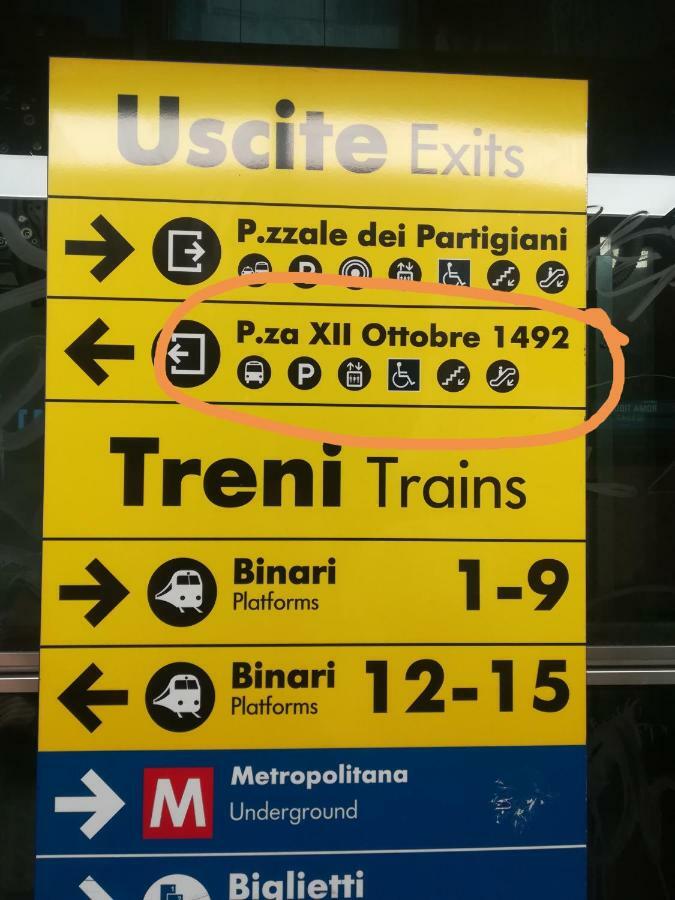 Uscite Exits
P.zzale dei Partigiani
P
P.za XII Ottobre 1492
P
Treni Trains
Binari 1-9
Platforms
Binari 12-15
Platforms
M Metropolitana
Underground
Biglietti